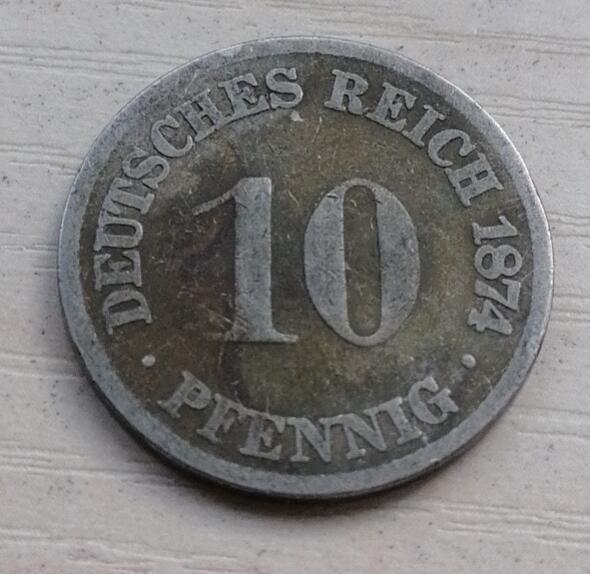 DEUTSCHES REICH 1874
10
PFENNIG